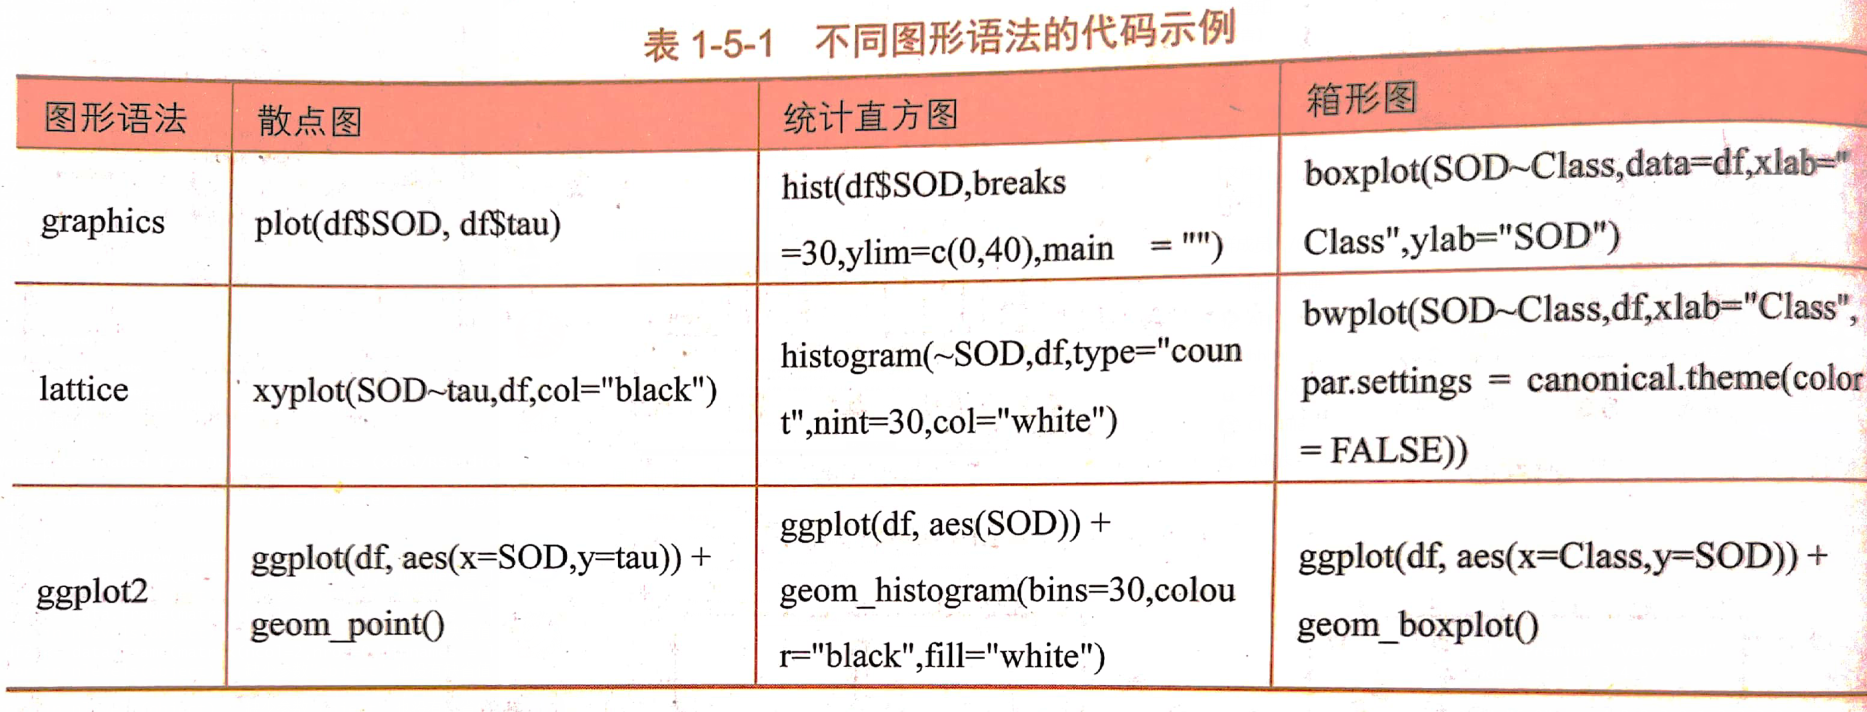 表 1-5-1 不同图形语法的代码示例
图形语法 散点图 统计直方图 箱形图
graphics
plot(df$SOD, df$tau)
hist(df$SOD,breaks
=30,ylim=c(0,40),main = "")
boxplot(SOD~Class,data=df,xlab="
Class",ylab="SOD")
lattice
xyplot(SOD~tau,df,col="black")
histogram(~SOD,df,type="coun
t",nint=30,col="white")
bwplot(SOD~Class,df,xlab="Class",
par.settings = canonical.theme(color
= FALSE))
ggplot2
ggplot(df, aes(x=SOD,y=tau)) +
geom_point()
ggplot(df, aes(SOD)) +
geom_histogram(bins=30,colou
r="black",fill="white")
ggplot(df, aes(x=Class,y=SOD)) +
geom_boxplot()